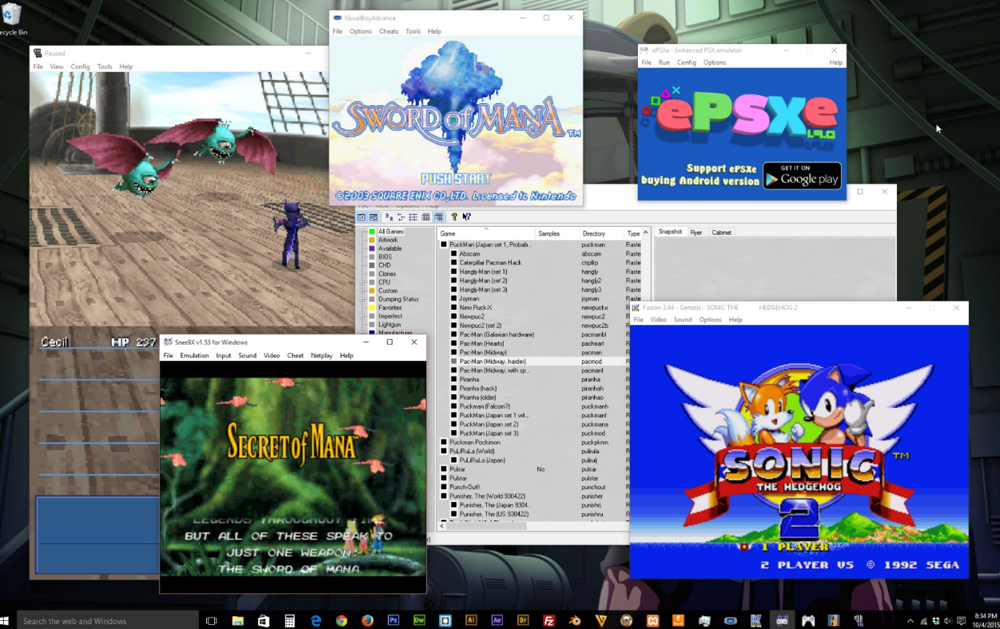 Recycle Bin
Paused
File View Config Tools Help
Cecil HP 237
VisualBoyAdvance
File Options Cheats Tools Help
SWORD of MANA TM
PUSH START
©2003 SQUARE ENIX CO.,LTD. Licensed to Nintendo
ePSXe - Enhanced PSX emulator
File Run Config Options Help
ePSXe
1.9.0
Support ePSXe
buying Android version
GET IT ON
Google play
File View Options Help
All Games
Artwork
Available
BIOS
CHD
Clones
CPU
Custom
Dumping Status
Favorites
Imperfect
Lightgun
Manufacturer
Game Samples Directory Type
PuckMan (Japan set 1, Probab... puckman Raste
Abscam abscam Raste
Caterpillar Pacman Hack ctrpllrp Raste
Hangly-Man (set 1) hangly Raste
Hangly-Man (set 2) hangly2 Raste
Hangly-Man (set 3) hangly3 Raste
Joyman joyman Raste
New Puck-X newpuckx R
Newpuc2 newpuc2 R
Newpuc2 (set 2) newpuc2b R
Pac-Man (Galaxian hardware) pacmanbl R
Pac-Man (Hearts) pacheart R
Pac-Man (Midway) pacman R
Pac-Man (Midway, harder) pacmod R
Pac-Man (Midway, with sp... pacmanf R
Piranha piranha R
Piranha (hack) piranhah R
Piranha (older) piranhao R
Puckman (Falcom?) puckmanh R
PuckMan (Japan set 1 wit... puckmanf R
PuckMan (Japan set 2) puckmana R
PuckMan (Japan set 3) puckmod R
Puckman Pockimon puckpkmn R
PuLiRuLa (World) pulirula R
PuLiRuLa (Japan) pulirulj R
Pulsar No pulsar R
Pulstar pulstar R
Punch-Out!! punchout R
Punisher, The (World 930422) punisher R
Punisher, The (Japan 9304... punishrj R
Punisher, The (US 930422) punishru R
Snapshot Flyer Cabinet
Snes9X v1.53 for Windows
File Emulation Input Sound Video Cheat Netplay Help
SECRET of MANA TM
LEGENDS THROUGHOUT TIME
BUT ALL OF THESE SPEAK TO
JUST ONE WEAPON:
THE SWORD OF MANA.
Fusion 3.64 - Genesis - SONIC THE HEDGEHOG 2
File Video Sound Options Help
SONIC TM
THE HEDGEHOG
2
1 PLAYER
2 PLAYER VS © 1992 SEGA
Search the web and Windows
Ps Dw Ai Ae Br Fz
8:34 PM
10/4/2015